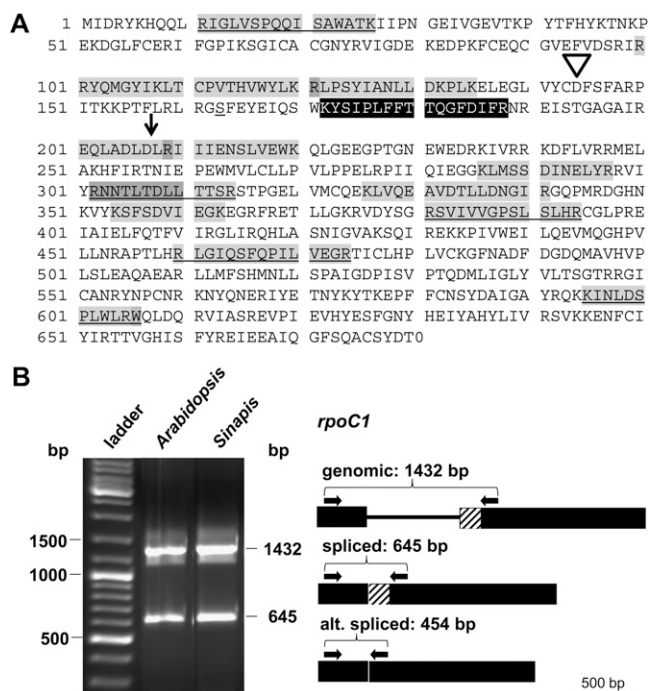 A
1 MIDRYKHQQL RIGLVSPQQI SAWATKIIPN GEIVGEVTKP YTFHYKTNKP
51 EKDGLFCERI FGPIKSGICA CGNYRVIGDE KEDPKFCEQC GVEFVDSRIR
101 RYQMGYIKLT CPVTHVWYLK RLPSYIANLL DKPLKELEGL VYCDFSFARP
151 ITKKPTFLRL RGSFEYEIQS WKYSIPLFFT TQGFDIFRNR EISTGAGAIR
201 EQLADLDLRI IIENSLVEWK QLGEEGPTGN EWEDRKIVRR KDFLVRRMEL
251 AKHFIRTNIE PEWMVLCLLP VLPPELRPII QIEGGKLMSS DINELYRRVI
301 YRNNTLTDLL TTSRSTPGEL VMCQEKLVQE AVDTLLDNGI RGQPMRDGHN
351 KVYKSFSDVI EGKEGRFRET LLGKRVDYSG RSVIVVGPSL SLHRCGLPRE
401 IAIELFQTFV IRGLIRQHLA SNIGVAKSQI REKKPIVWEI LQEVMQGHPV
451 LLNRAPTLHR LGIQSFQPIL VEGRTICLHP LVCKGFNADF DGDQMAVHVP
501 LSLEAQAEAR LLMFSHMNLL SPAIGDPISV PTQDMLIGLY VLTSGTRRGI
551 CANRYNPCNR KNYQNERIYE TNYKYTKEPF FCNSYDAIGA YRQKKINLDS
601 PLWLRWQLDQ RVIASREVPI EVHYESFGNY HEIYAHYLIV RSVKKENFCI
651 YIRTTVGHIS FYREIEEAIQ GFSQACSYDT0
B
ladder
Arabidopsis
Sinapis
bp
bp
1500
1000
500
1432
645
rpoC1
genomic: 1432 bp
spliced: 645 bp
alt. spliced: 454 bp
500 bp